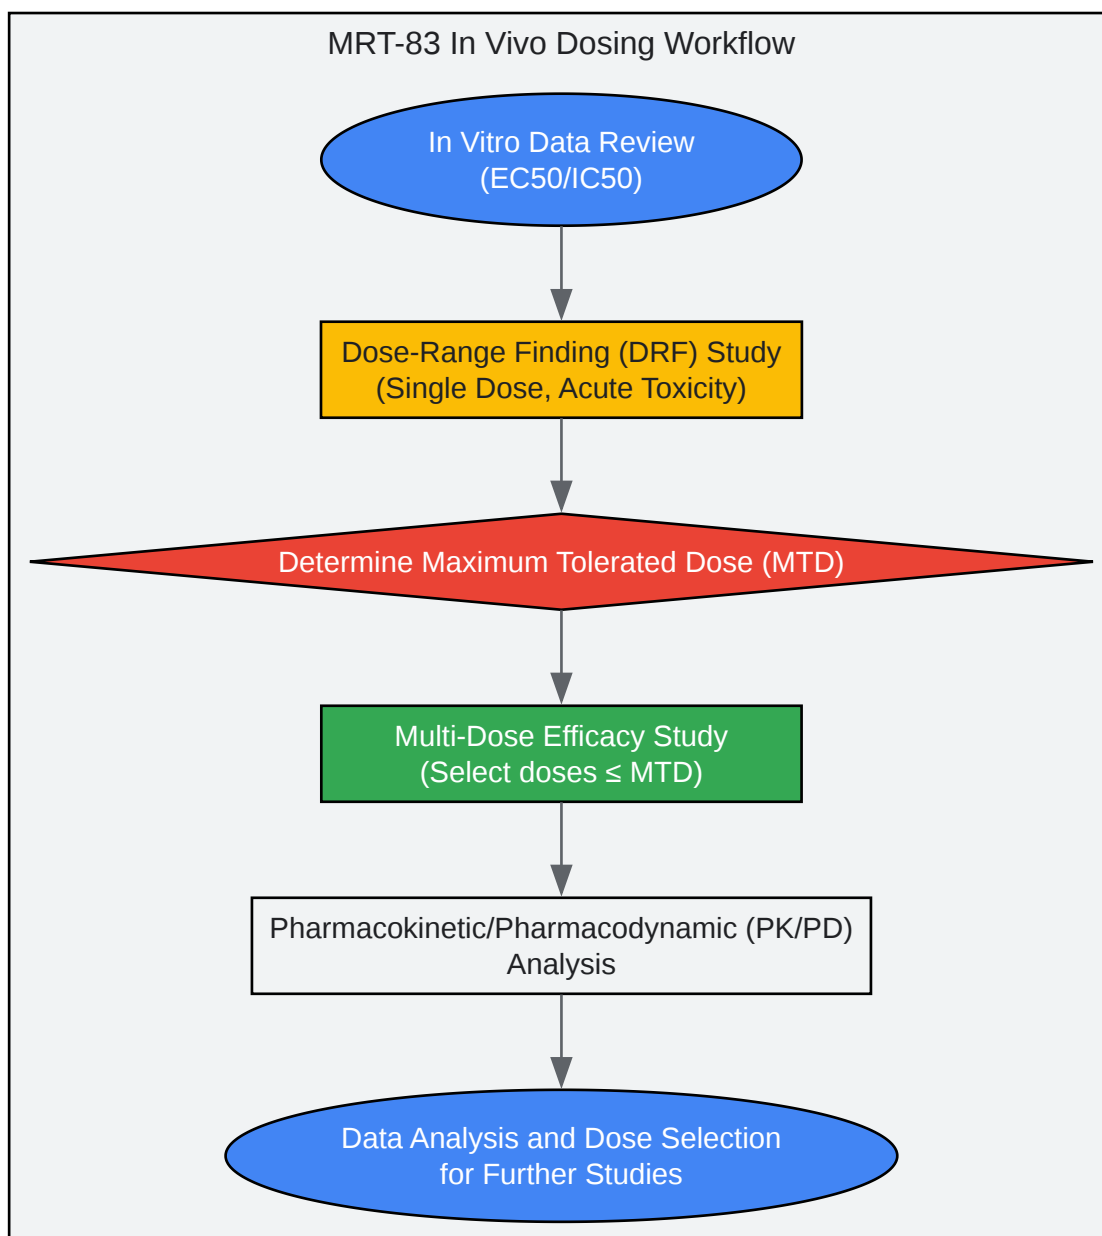 MRT-83 In Vivo Dosing Workflow
In Vitro Data Review
(EC50/IC50)
Dose-Range Finding (DRF) Study
(Single Dose, Acute Toxicity)
Determine Maximum Tolerated Dose (MTD)
Multi-Dose Efficacy Study
(Select doses ≤ MTD)
Pharmacokinetic/Pharmacodynamic (PK/PD)
Analysis
Data Analysis and Dose Selection
for Further Studies